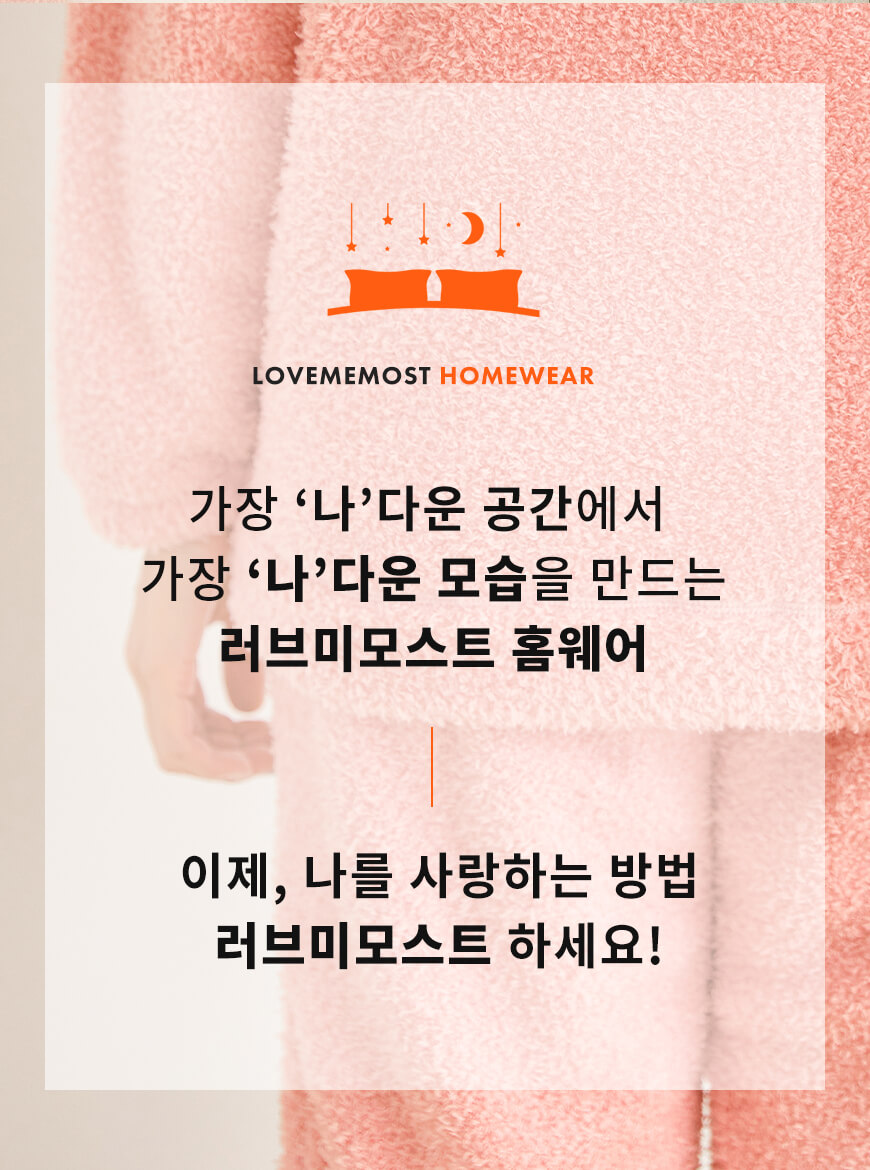 LOVEMEMOST HOMEWEAR
가장 ‘나’다운 공간에서
가장 ‘나’다운 모습을 만드는
러브미모스트 홈웨어
이제, 나를 사랑하는 방법
러브미모스트 하세요!